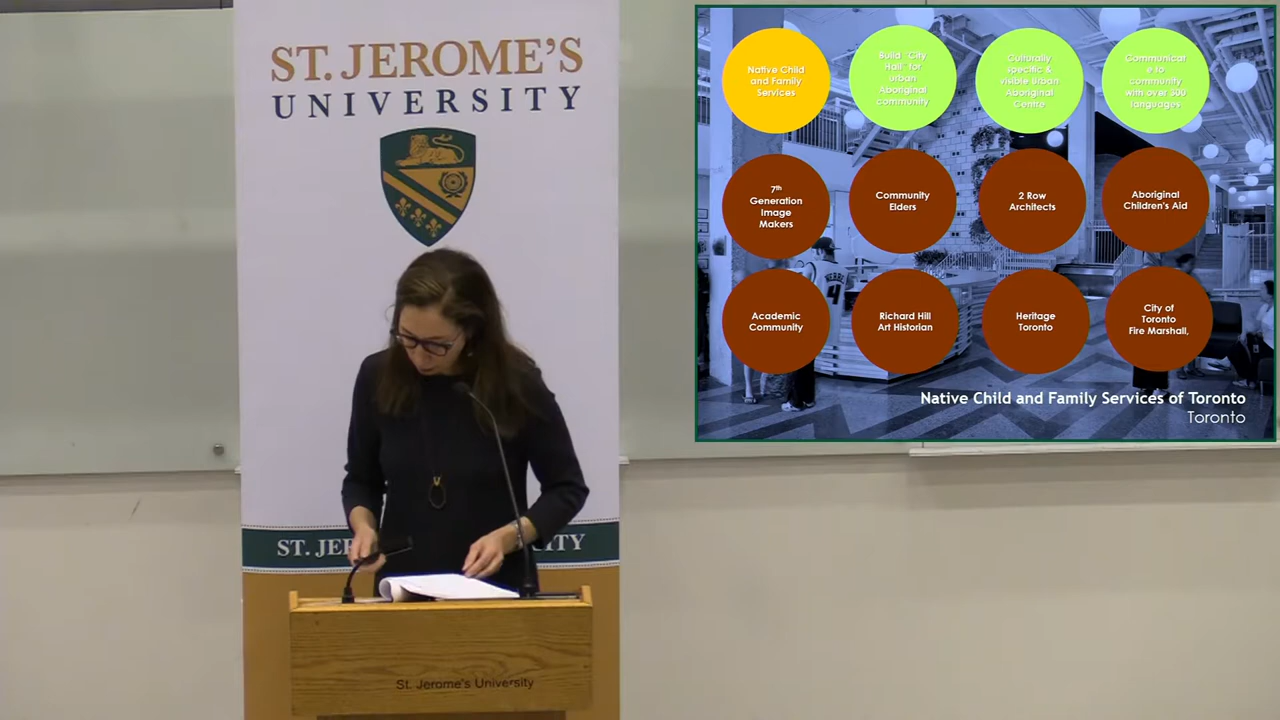 ST. JEROME'S
UNIVERSITY
ST. JER
ITY
St. Jerome's University
Native Child
and Family
Services
Build "City
Hall" for
urban
Aboriginal
community
Culturally
specific &
visible Urban
Aboriginal
Centre
Communicat
e to
community
with over 300
languages
7th
Generation
Image
Makers
Community
Elders
2 Row
Architects
Aboriginal
Children's Aid
Academic
Community
Richard Hill
Art Historian
Heritage
Toronto
City of
Toronto
Fire Marshall,
Native Child and Family Services of Toronto
Toronto